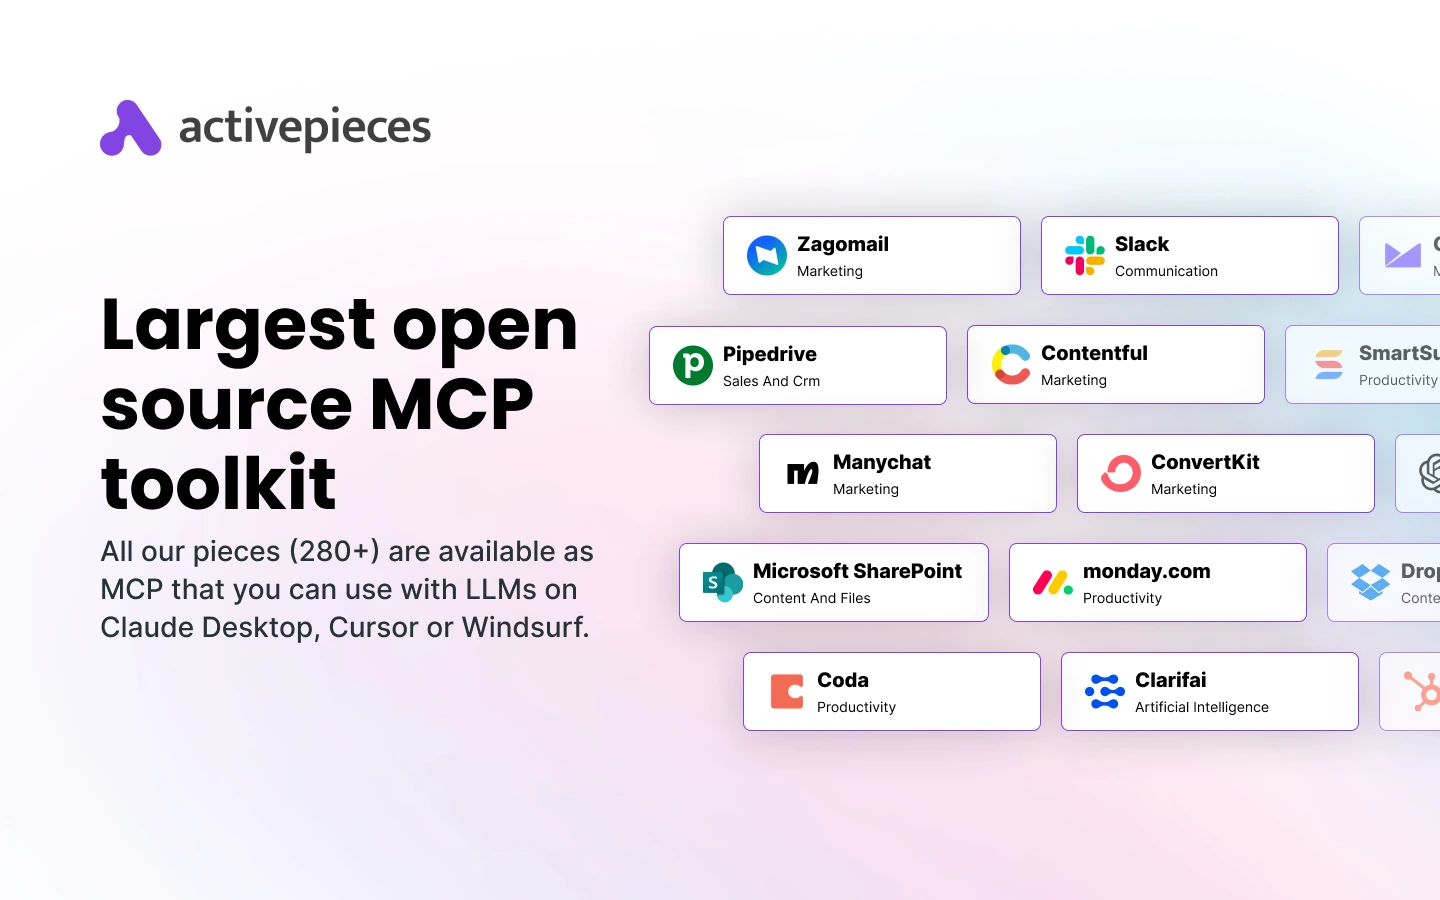 activepieces
Largest open
source MCP
toolkit
All our pieces (280+) are available as
MCP that you can use with LLMs on
Claude Desktop, Cursor or Windsurf.
Zagomail
Marketing
Slack
Communication
Pipedrive
Sales And Crm
Contentful
Marketing
Productivity
Manychat
Marketing
ConvertKit
Marketing
Microsoft SharePoint
Content And Files
monday.com
Productivity
Coda
Productivity
Clarifai
Artificial Intelligence